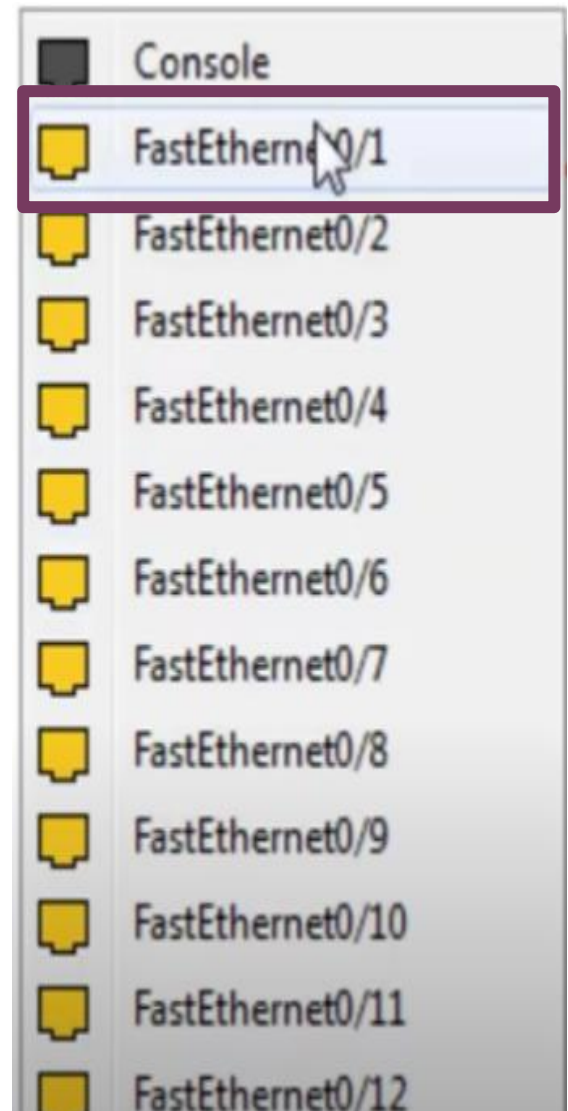 Console
FastEthernet0/1
FastEthernet0/2
FastEthernet0/3
FastEthernet0/4
FastEthernet0/5
FastEthernet0/6
FastEthernet0/7
FastEthernet0/8
FastEthernet0/9
FastEthernet0/10
FastEthernet0/11
FastEthernet0/12